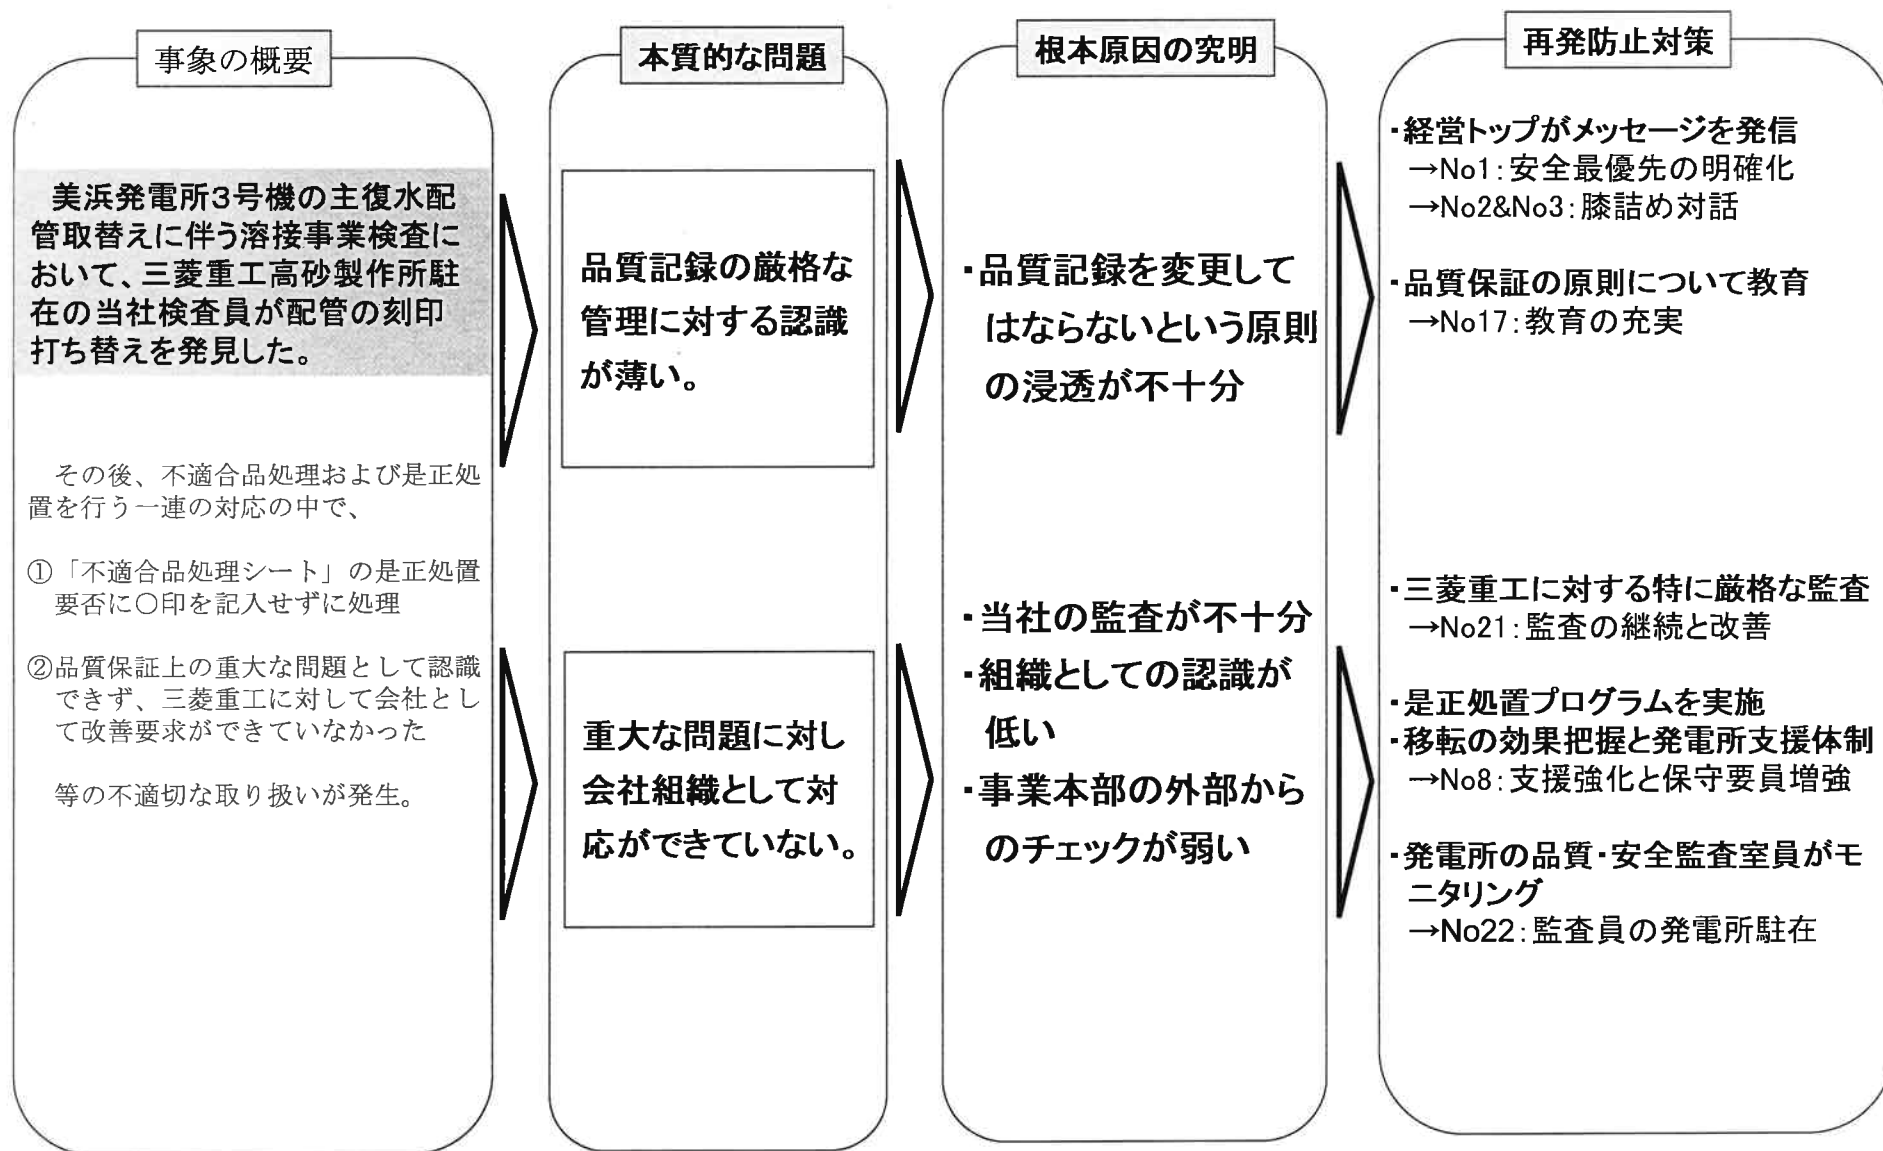 事象の概要
美浜発電所3号機の主復水配
管取替えに伴う溶接事業検査に
おいて、三菱重工高砂製作所駐
在の当社検査員が配管の刻印
打ち替えを発見した。
その後、不適合品処理および是正処
置を行う一連の対応の中で、
①「不適合品処理シート」の是正処置
要否に〇印を記入せずに処理
②品質保証上の重大な問題として認識
できず、三菱重工に対して会社とし
て改善要求ができていなかった
等の不適切な取り扱いが発生。
本質的な問題
品質記録の厳格な
管理に対する認識
が薄い。
重大な問題に対し
会社組織として対
応ができていない。
根本原因の究明
・品質記録を変更して
はならないという原則
の浸透が不十分
・当社の監査が不十分
・組織としての認識が
低い
・事業本部の外部から
のチェックが弱い
再発防止対策
・経営トップがメッセージを発信
→No1:安全最優先の明確化
→No2&No3:膝詰め対話
・品質保証の原則について教育
→No17:教育の充実
・三菱重工に対する特に厳格な監査
→No21:監査の継続と改善
・是正処置プログラムを実施
・移転の効果把握と発電所支援体制
→No8:支援強化と保守要員増強
・発電所の品質・安全監査室員がモ
ニタリング
→No22:監査員の発電所駐在